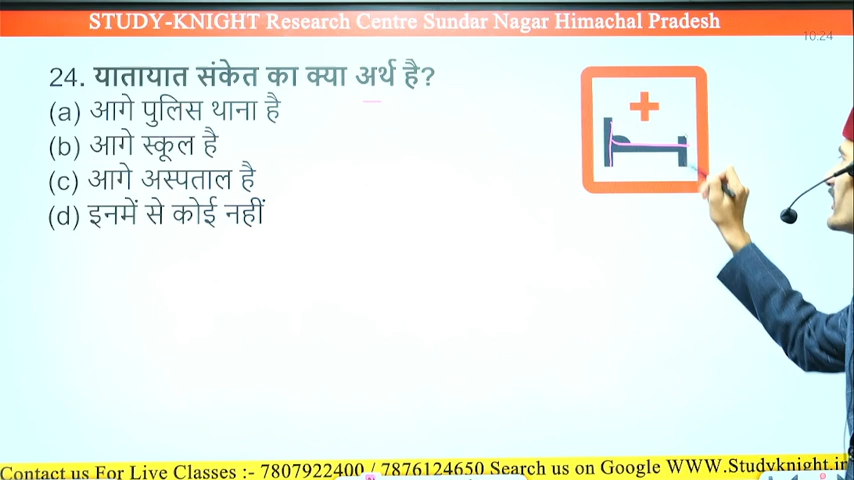 STUDY-KNIGHT Research Centre Sundar Nagar Himachal Pradesh
10:24
24. यातायात संकेत का क्या अर्थ है?
(a) आगे पुलिस थाना है
(b) आगे स्कूल है
(c) आगे अस्पताल है
(d) इनमें से कोई नहीं
Contact us For Live Classes :- 7807922400 / 7876124650 Search us on Google WWW.Studyknight.in